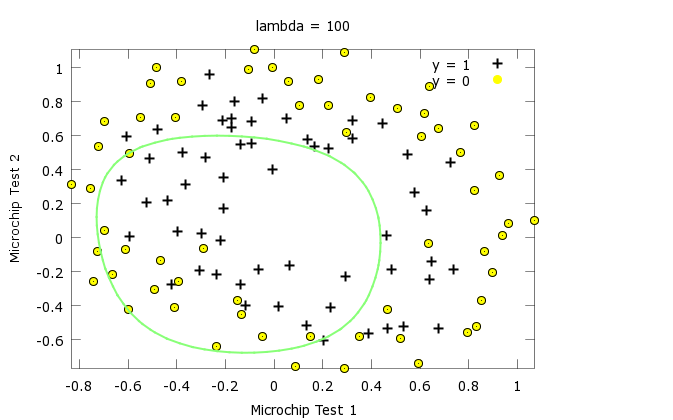 lambda = 100
y = 1
y = 0
Microchip Test 2
1
0.8
0.6
0.4
0.2
0
-0.2
-0.4
-0.6
-0.8 -0.6 -0.4 -0.2 0 0.2 0.4 0.6 0.8 1
Microchip Test 1